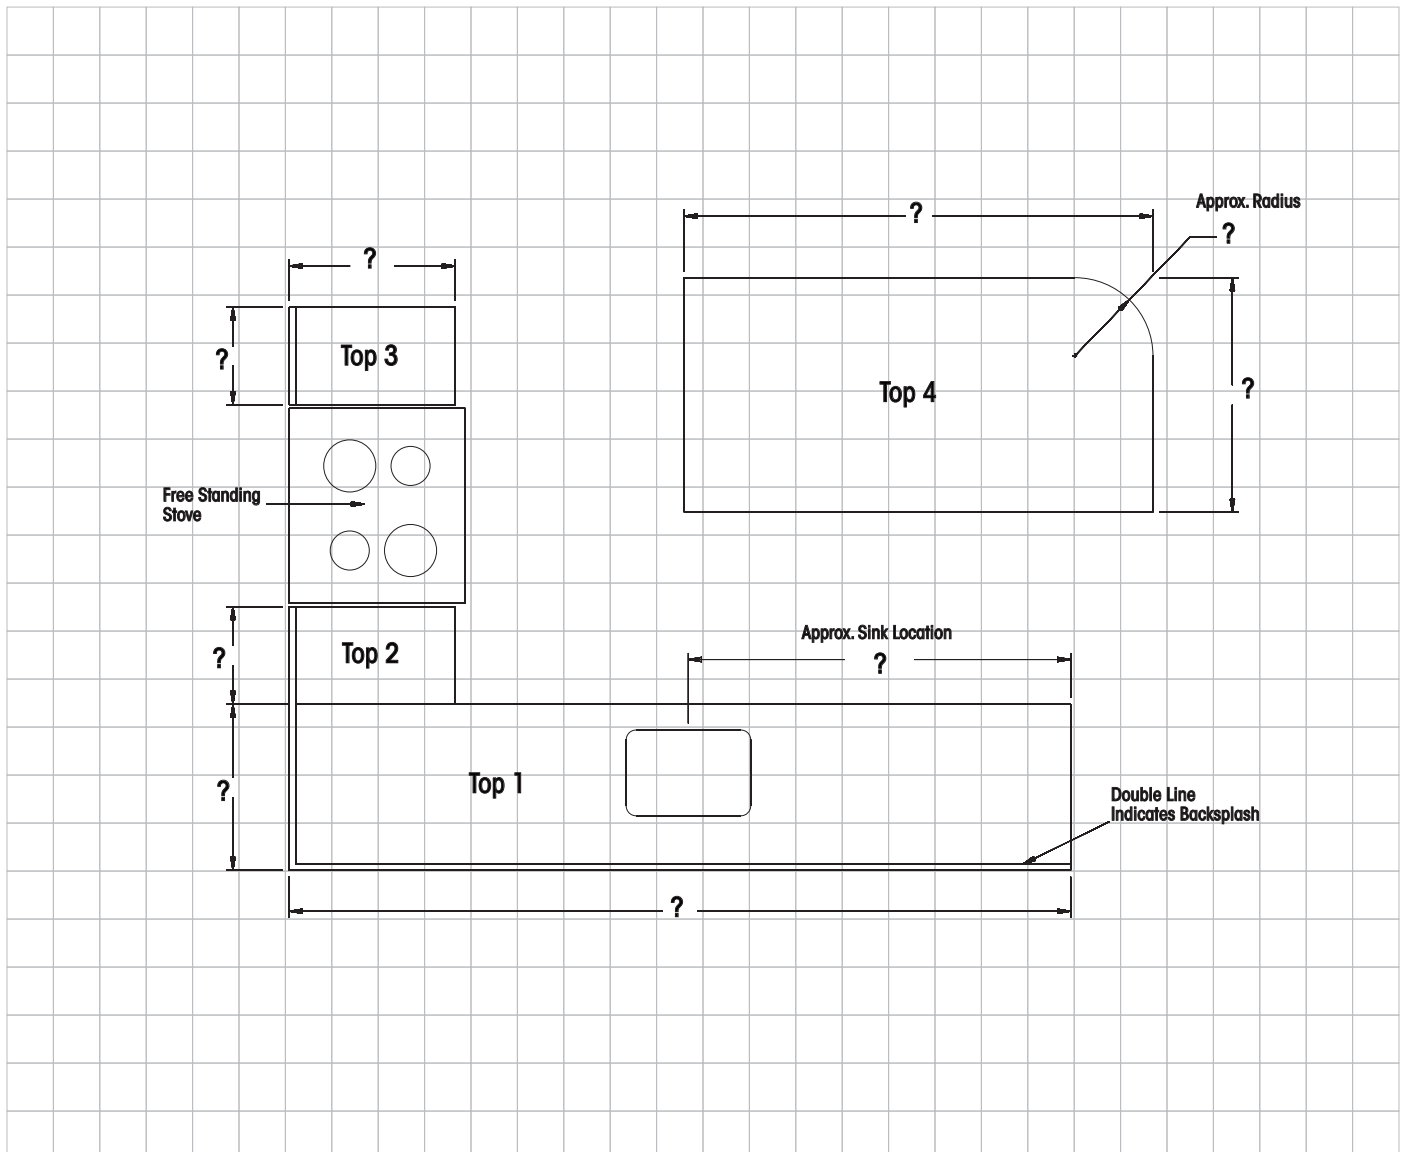 Approx. Radius
?
?
?
?
Top 3
Top 4
?
Free Standing
Stove
Approx. Sink Location
?
Top 2
?
Top 1
?
Double Line
Indicates Backsplash
?